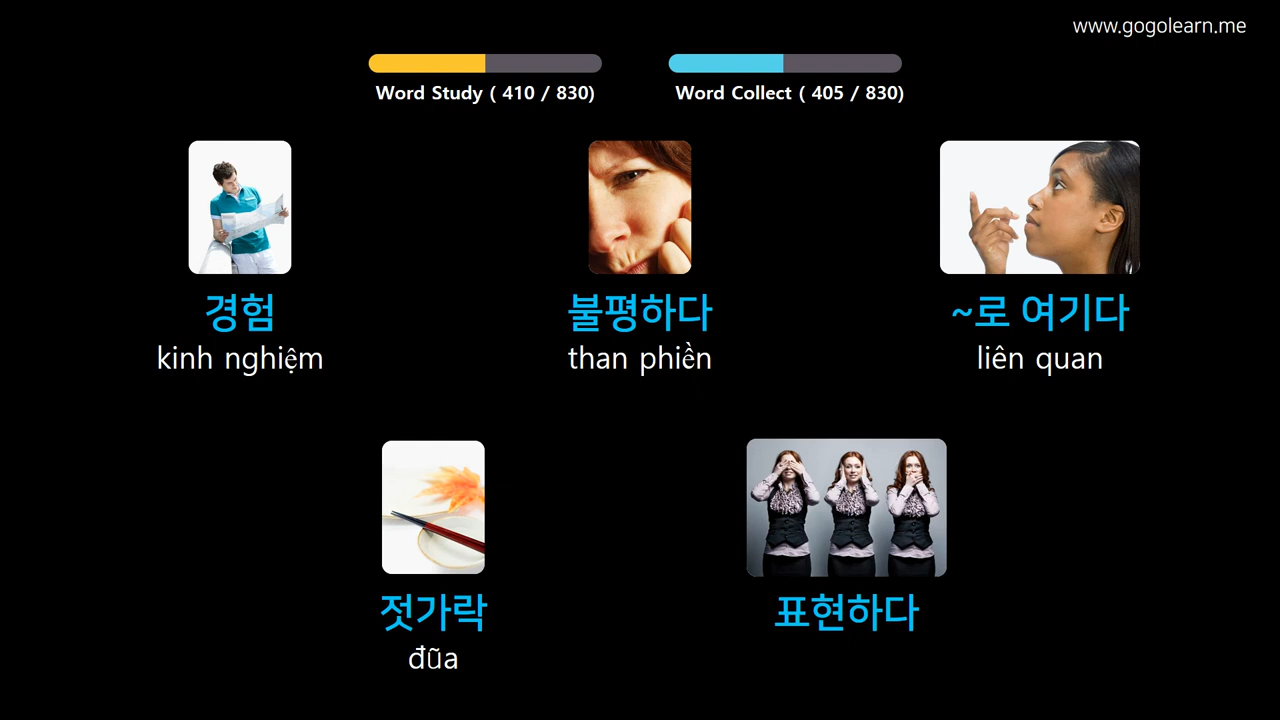 www.gogolearn.me
Word Study ( 410 / 830)
Word Collect ( 405 / 830)
경험
kinh nghiệm
불평하다
than phiền
~로 여기다
liên quan
젓가락
đũa
표현하다